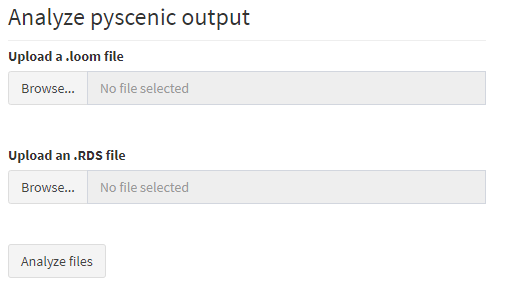 Analyze pyscenic output
Upload a .loom file
Browse... No file selected
Upload an .RDS file
Browse... No file selected
Analyze files